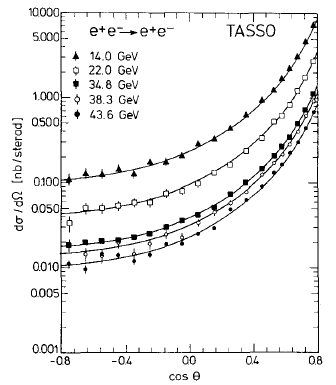 10.000
e⁺e⁻→e⁺e⁻ TASSO
5.000
▲ 14.0 GeV
□ 22.0 GeV
■ 34.8 GeV
◊ 38.3 GeV
• 43.6 GeV
1.000
0.500
0.100
0.050
0.010
0.005
0.001
dσ/dΩ [nb/sterad]
-0.8 -0.4 0.0 0.4 0.8
cos θ